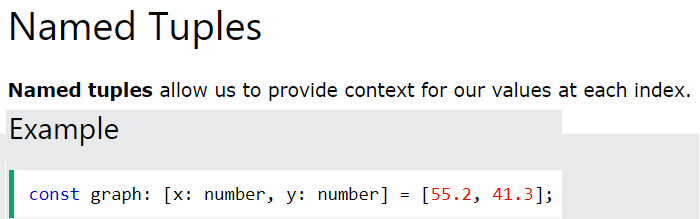 Named Tuples
Named tuples allow us to provide context for our values at each index.
Example
const graph: [x: number, y: number] = [55.2, 41.3];